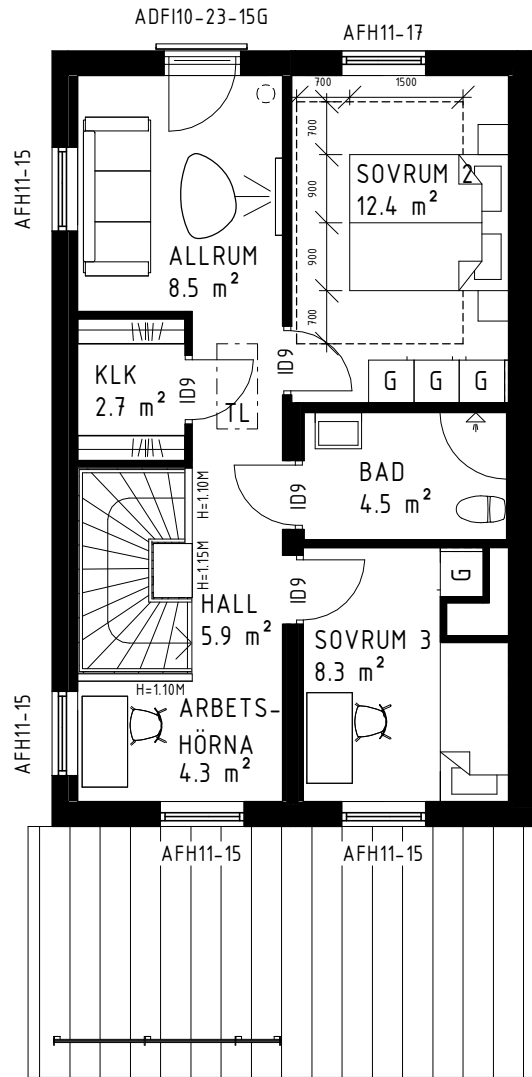 ADFI10-23-15G
AFH11-17
700
1500
700
AFH11-15
SOVRUM 2
12.4 m²
900
ALLRUM
8.5 m²
900
700
ID9
KLK
2.7 m²
ID9
TL
G
G
G
BAD
4.5 m²
ID9
H=1.10M
H=1.15M
ID9
G
HALL
5.9 m²
SOVRUM 3
8.3 m²
H=1.10M
ARBETS-
HÖRNA
4.3 m²
AFH11-15
AFH11-15
AFH11-15